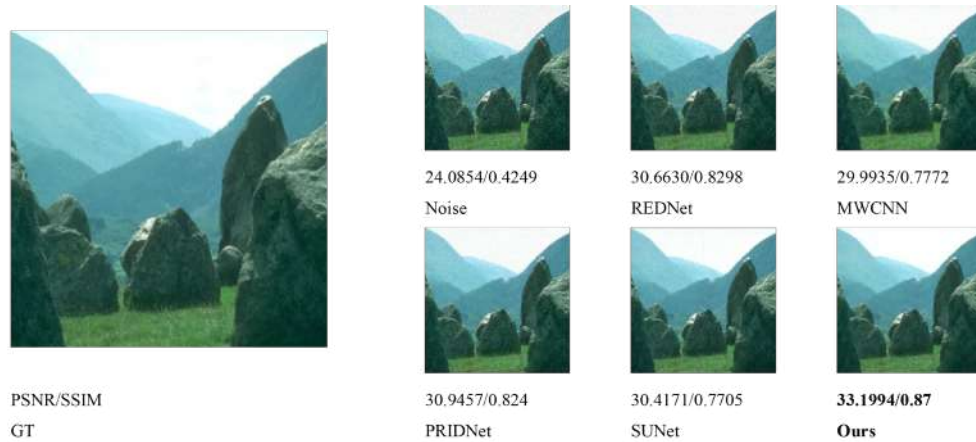 24.0854/0.4249
30.6630/0.8298
29.9935/0.7772
Noise
REDNet
MWCNN
PSNR/SSIM
30.9457/0.824
30.4171/0.7705
33.1994/0.87
GT
PRIDNet
SUNet
Ours